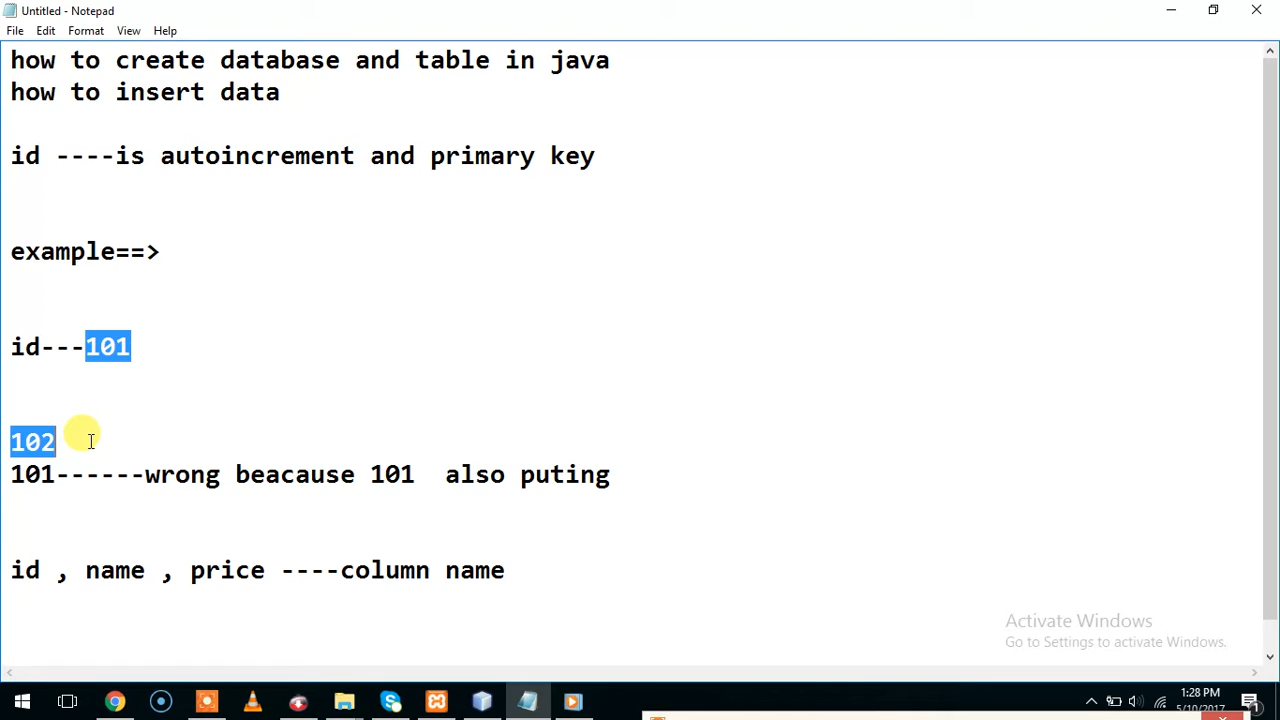 Untitled - Notepad
File Edit Format View Help
how to create database and table in java
how to insert data
id ----is autoincrement and primary key
example==>
id---101
102
101------wrong beacause 101  also puting
id , name , price ----column name
Activate Windows
Go to Settings to activate Windows.
1:28 PM
5/10/2017
1